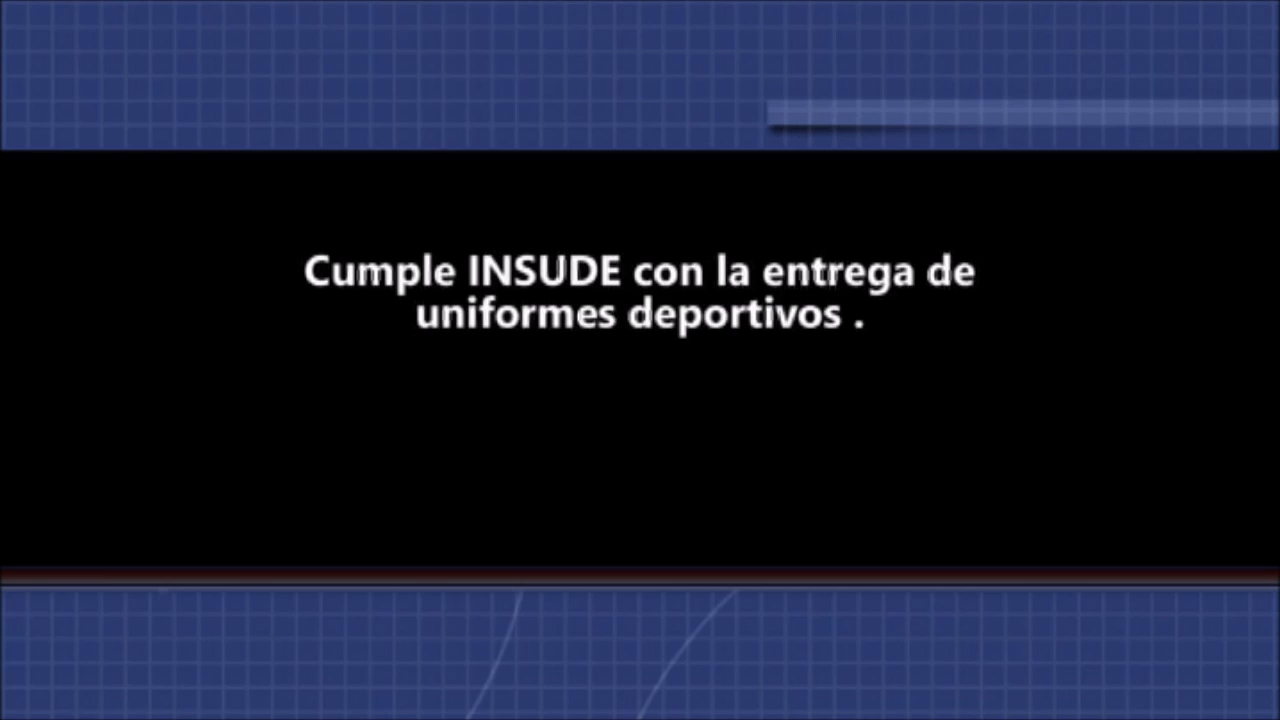 Cumple INSUDE con la entrega de
uniformes deportivos .